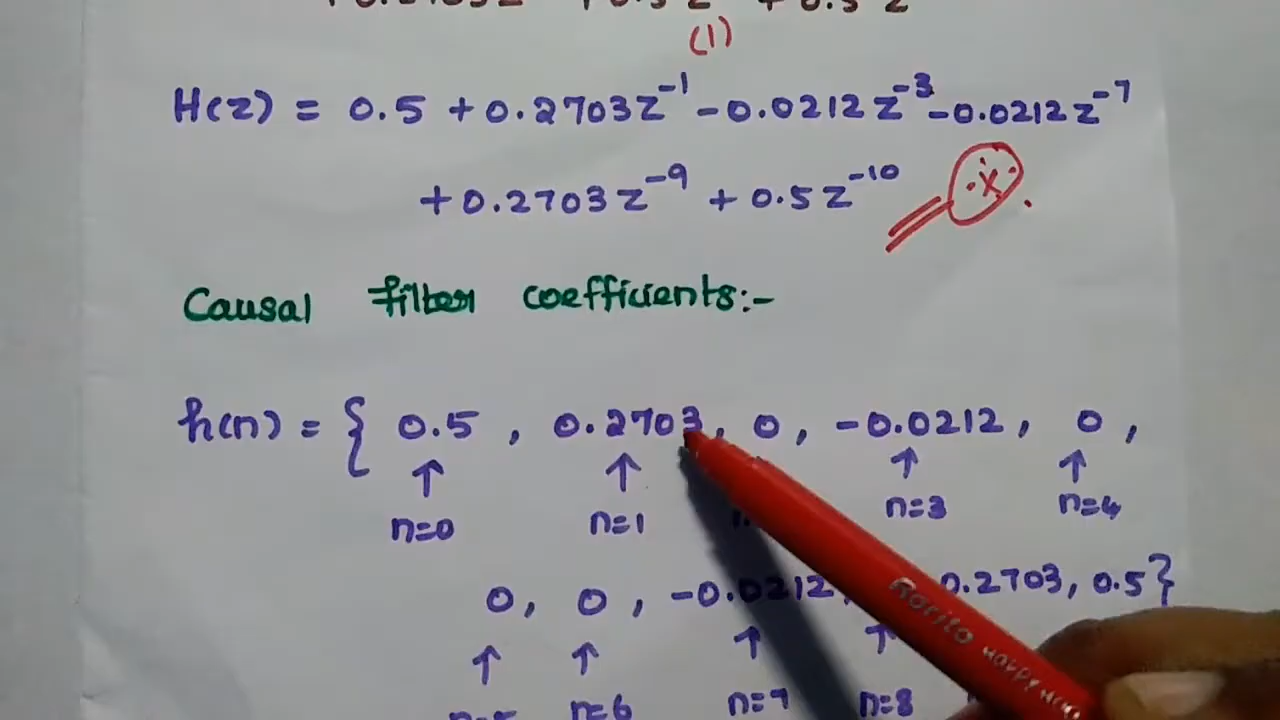 (1)
H(z) = 0.5 + 0.2703z⁻¹ - 0.0212z⁻³ - 0.0212z⁻⁷
+ 0.2703z⁻⁹ + 0.5z⁻¹⁰
Causal filter coefficients:-
h(n) = { 0.5, 0.2703, 0, -0.0212, 0,
n=0 n=1 n=3 n=4
0, 0, -0.0212, 0.2703, 0.5}
n=6 n=7 n=8
Rorito